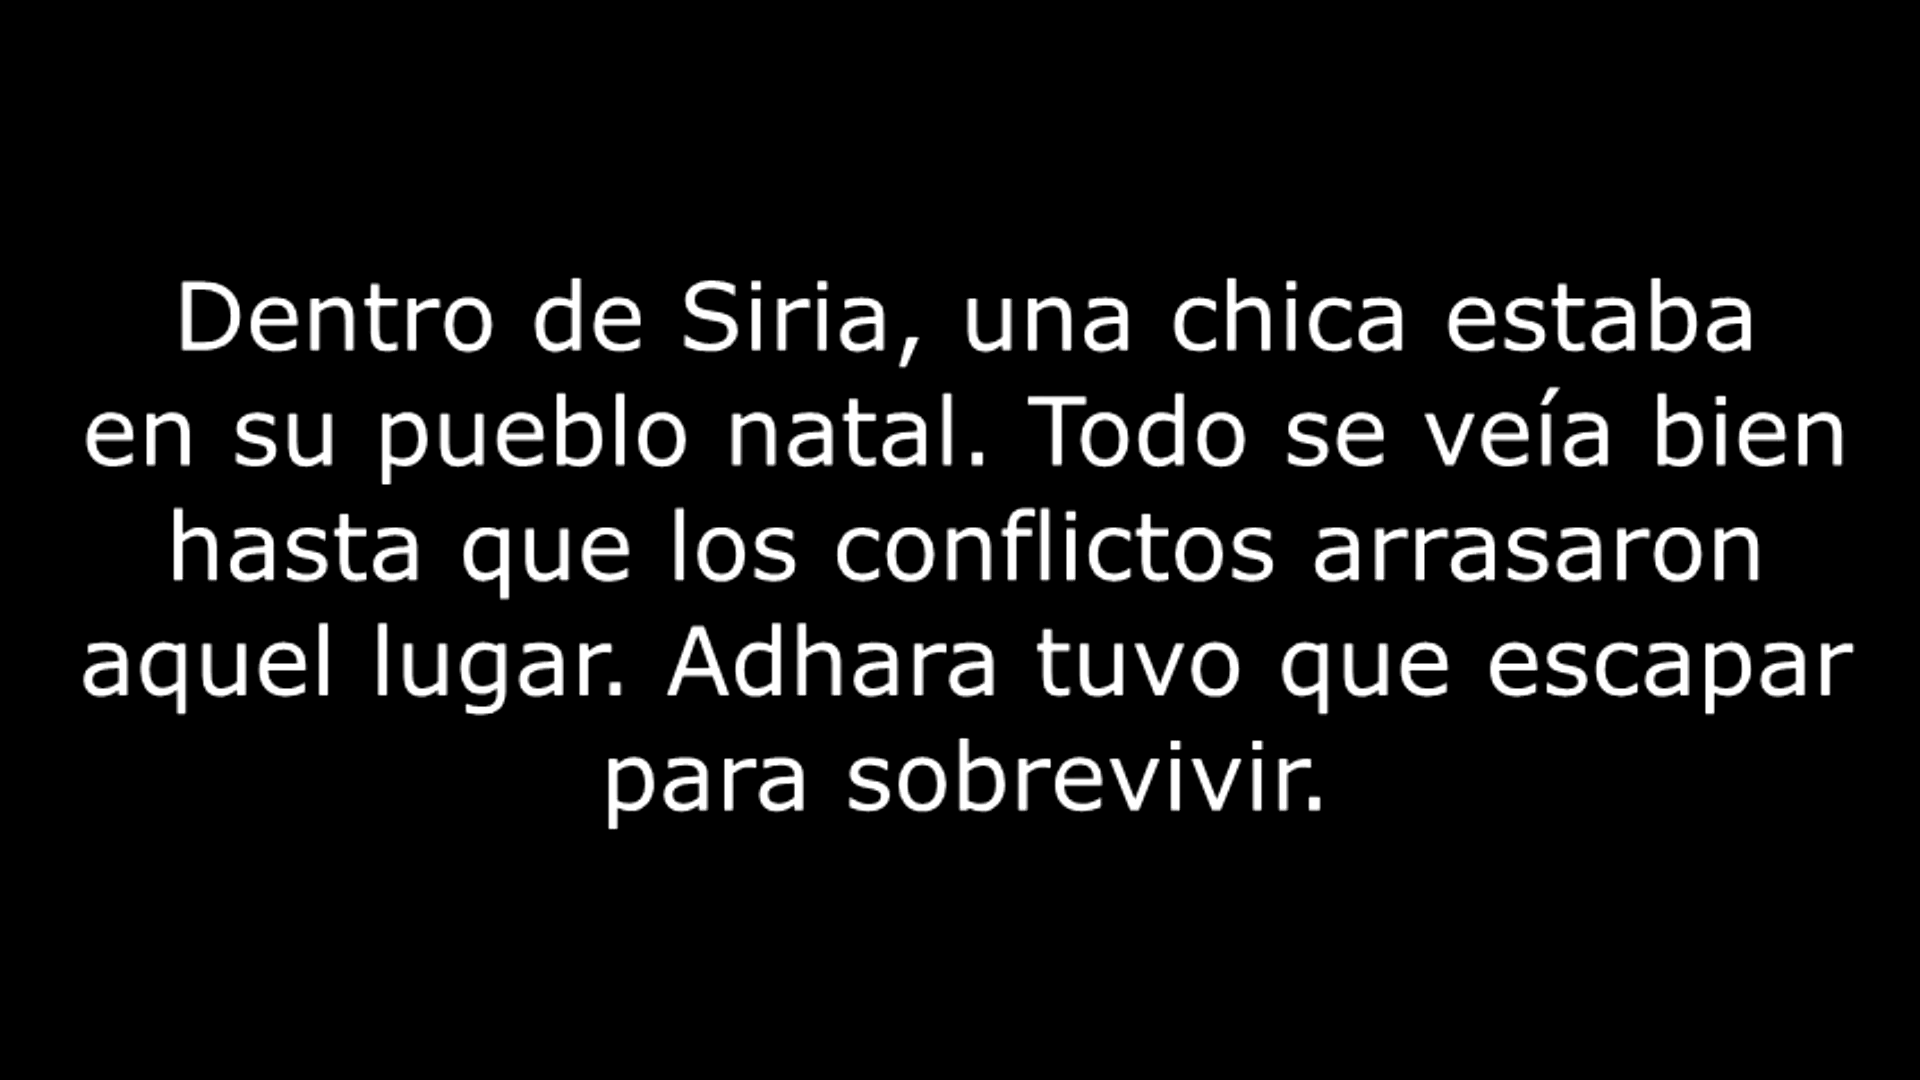 Dentro de Siria, una chica estaba
en su pueblo natal. Todo se veía bien
hasta que los conflictos arrasaron
aquel lugar. Adhara tuvo que escapar
para sobrevivir.